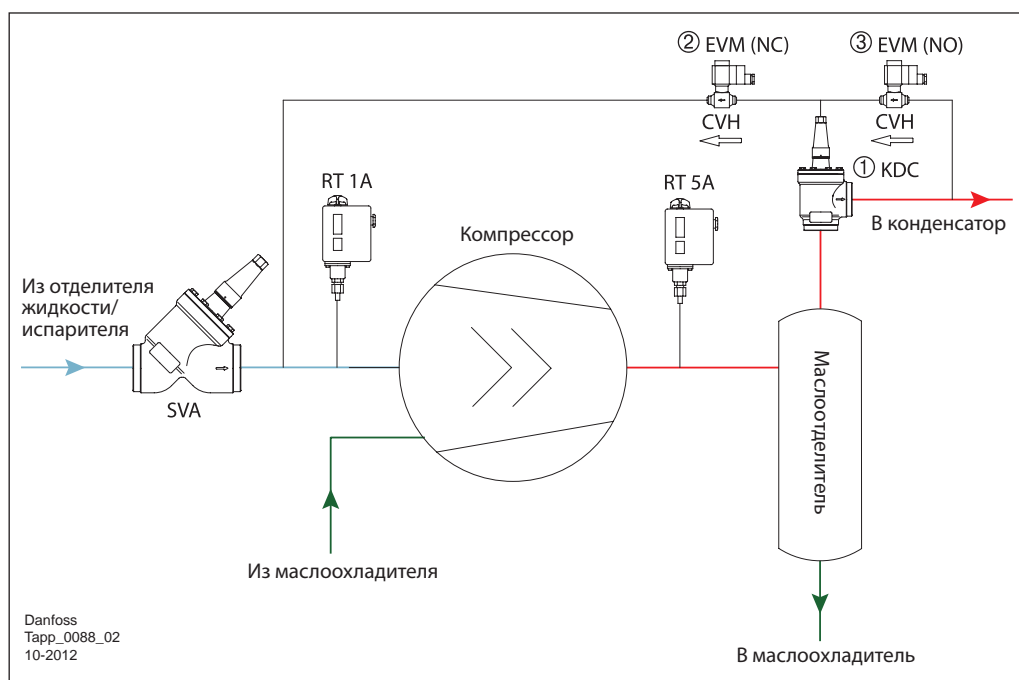 ② EVM (NC)
③ EVM (NO)
CVH
CVH
① KDC
RT 1A
RT 5A
В конденсатор
Компрессор
Из отделителя
жидкости/
испарителя
SVA
Маслоотделитель
Из маслоохладителя
Danfoss
Tapp_0088_02
10-2012
В маслоохладитель